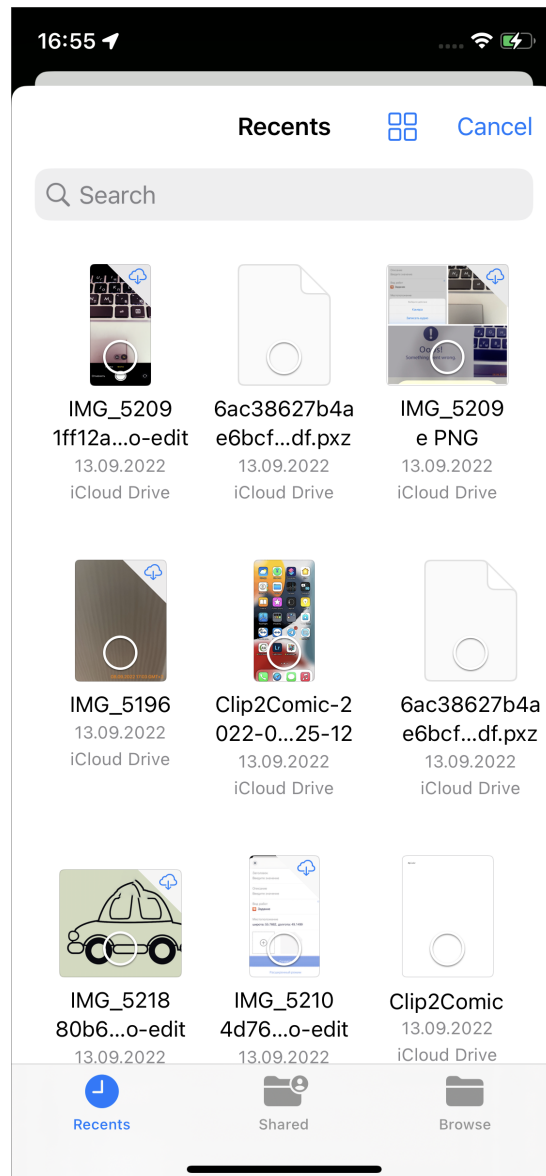 16:55
Recents
Cancel
Search
IMG_5209
1ff12a...o-edit
13.09.2022
iCloud Drive
6ac38627b4a
e6bcf...df.pxz
13.09.2022
iCloud Drive
IMG_5209
e PNG
13.09.2022
iCloud Drive
IMG_5196
13.09.2022
iCloud Drive
Clip2Comic-2
022-0...25-12
13.09.2022
iCloud Drive
6ac38627b4a
e6bcf...df.pxz
13.09.2022
iCloud Drive
IMG_5218
80b6...o-edit
13.09.2022
IMG_5210
4d76...o-edit
13.09.2022
Clip2Comic
13.09.2022
iCloud Drive
Recents
Shared
Browse